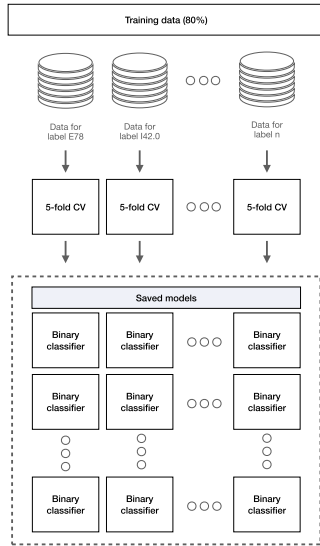 Training data (80%)
Data for
label E78
Data for
label I42.0
Data for
label n
5-fold CV
5-fold CV
5-fold CV
Saved models
Binary
classifier
Binary
classifier
Binary
classifier
Binary
classifier
Binary
classifier
Binary
classifier
Binary
classifier
Binary
classifier
Binary
classifier